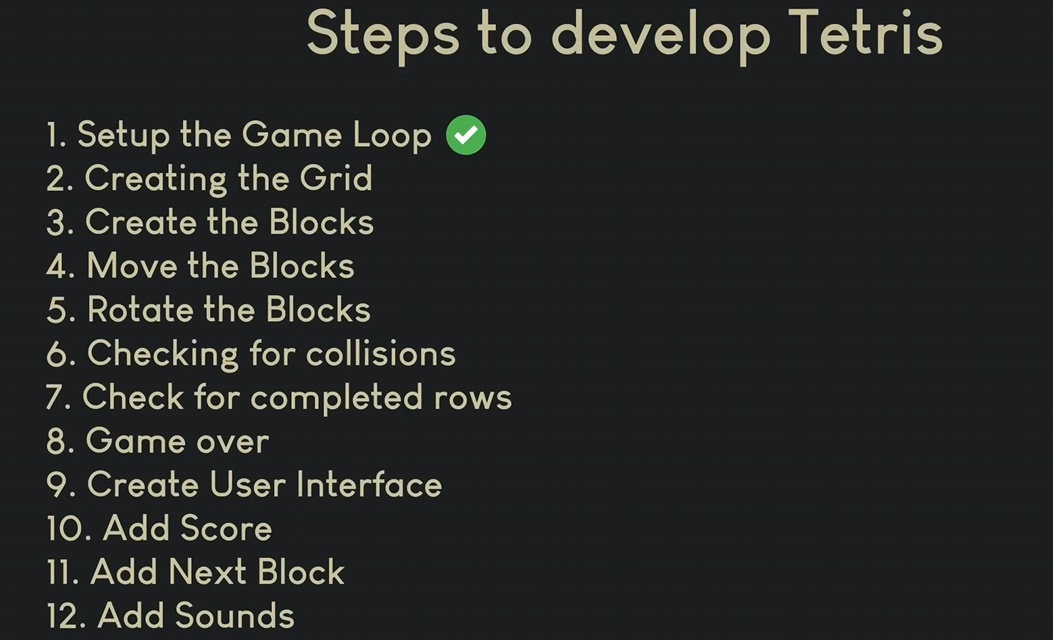 Steps to develop Tetris
1. Setup the Game Loop
2. Creating the Grid
3. Create the Blocks
4. Move the Blocks
5. Rotate the Blocks
6. Checking for collisions
7. Check for completed rows
8. Game over
9. Create User Interface
10. Add Score
11. Add Next Block
12. Add Sounds